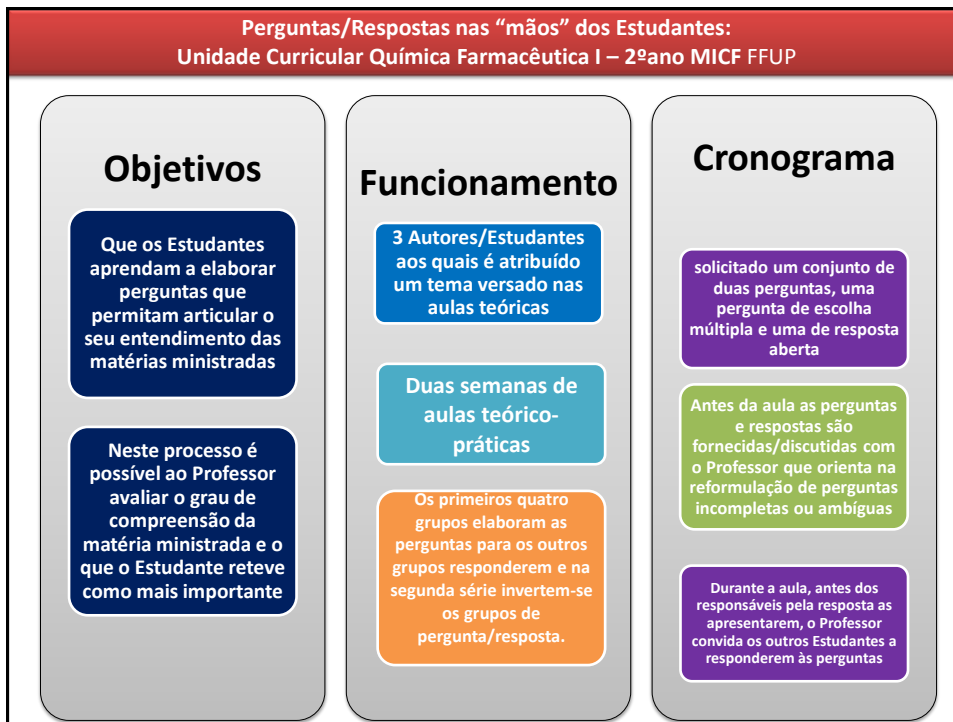 Perguntas/Respostas nas “mãos” dos Estudantes:
Unidade Curricular Química Farmacêutica I – 2ºano MICF FFUP
Objetivos
Que os Estudantes
aprendam a elaborar
perguntas que
permitam articular o
seu entendimento das
matérias ministradas
Neste processo é
possível ao Professor
avaliar o grau de
compreensão da
matéria ministrada e o
que o Estudante reteve
como mais importante
Funcionamento
3 Autores/Estudantes
aos quais é atribuído
um tema versado nas
aulas teóricas
Duas semanas de
aulas teórico-
práticas
Os primeiros quatro
grupos elaboram as
perguntas para os outros
grupos responderem e na
segunda série invertem-se
os grupos de
pergunta/resposta.
Cronograma
solicitado um conjunto de
duas perguntas, uma
pergunta de escolha
múltipla e uma de resposta
aberta
Antes da aula as perguntas
e respostas são
fornecidas/discutidas com
o Professor que orienta na
reformulação de perguntas
incompletas ou ambíguas
Durante a aula, antes dos
responsáveis pela resposta as
apresentarem, o Professor
convida os outros Estudantes a
responderem às perguntas